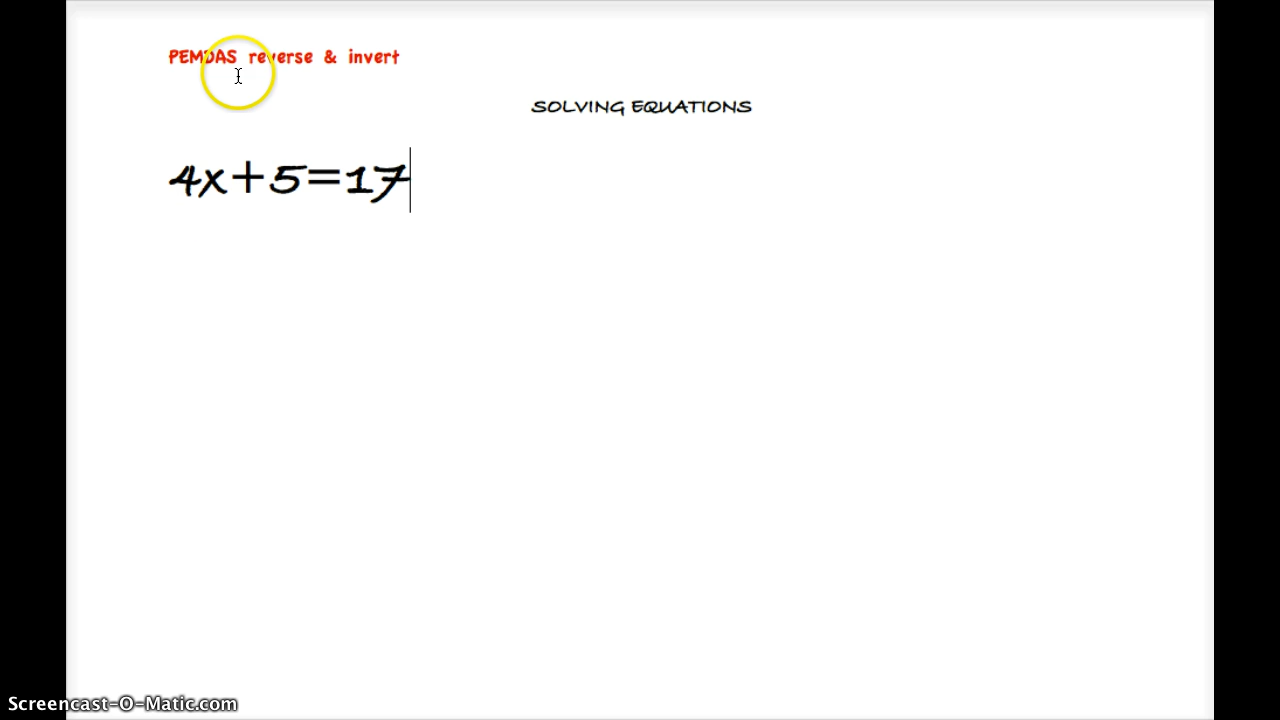 PEMDAS reverse & invert
SOLVING EQUATIONS
4x+5=17
Screencast-O-Matic.com